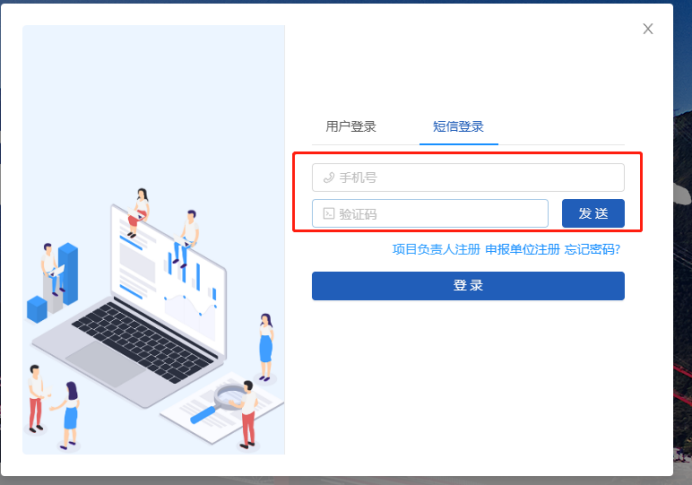 用户登录 短信登录
手机号
验证码 发 送
项目负责人注册 申报单位注册 忘记密码?
登 录